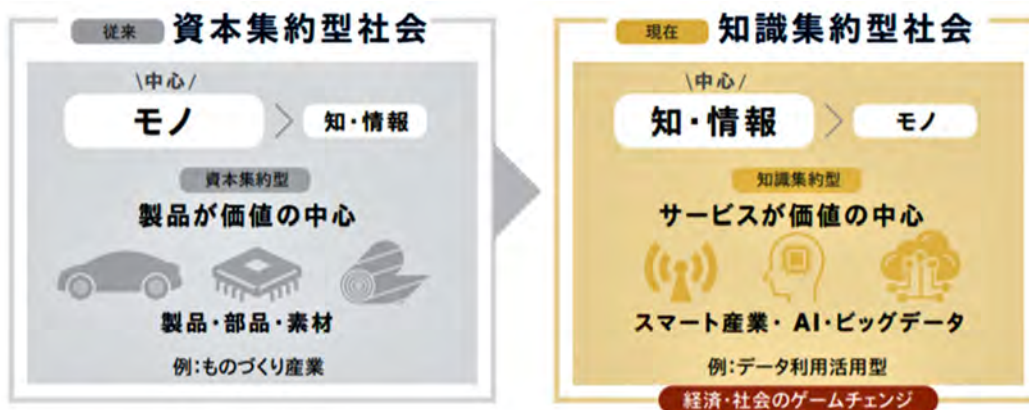 従来 資本集約型社会
\中心/
モノ > 知・情報
資本集約型
製品が価値の中心
製品・部品・素材
例:ものづくり産業
現在 知識集約型社会
\中心/
知・情報 > モノ
知識集約型
サービスが価値の中心
スマート産業・AI・ビッグデータ
例:データ利用活用型
経済・社会のゲームチェンジ